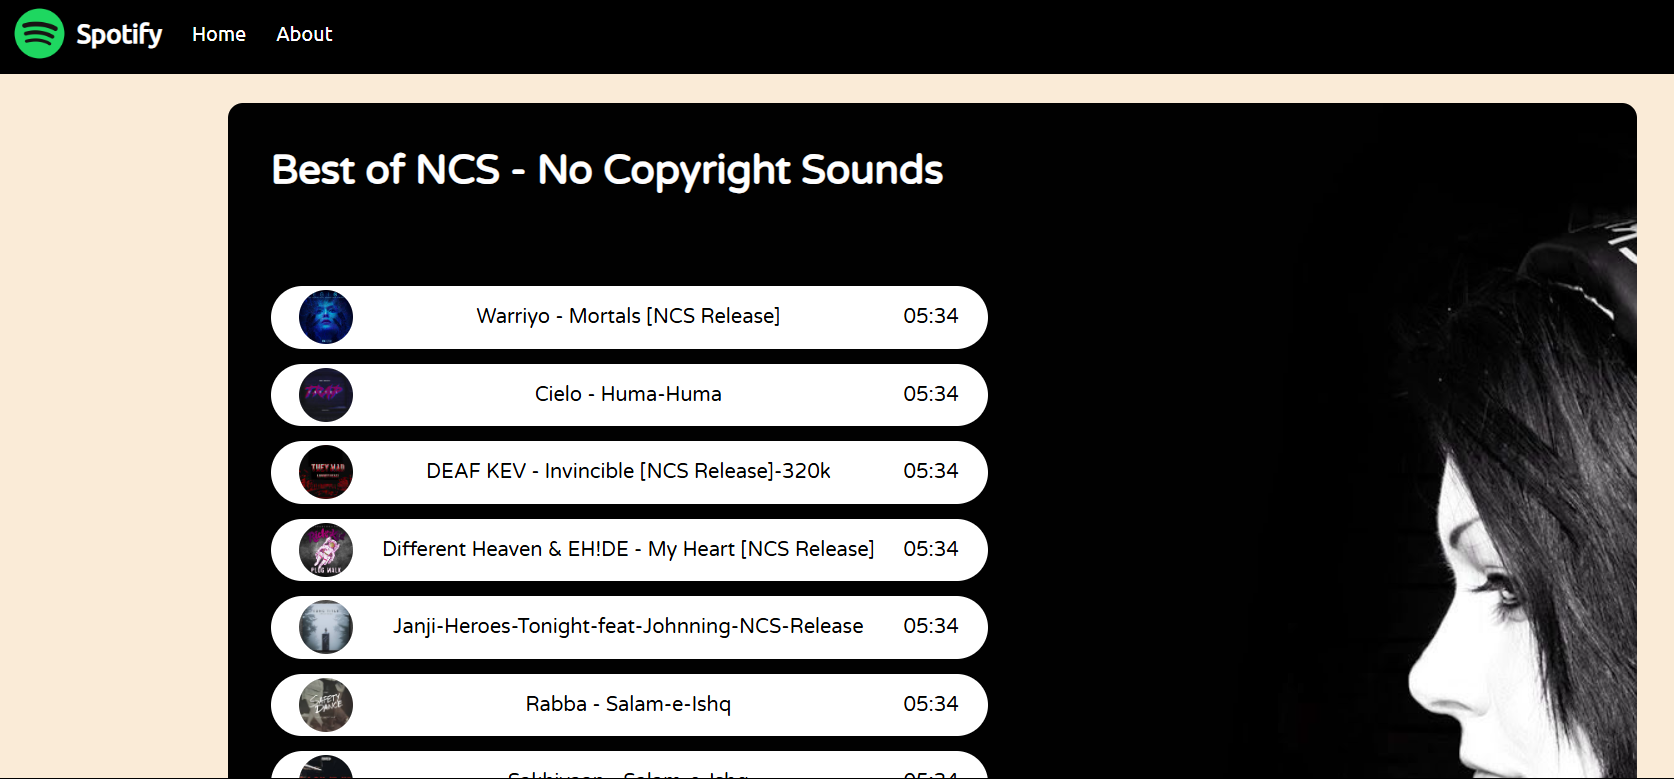 Spotify Home About
Best of NCS - No Copyright Sounds
Warriyo - Mortals [NCS Release] 05:34
Cielo - Huma-Huma 05:34
THEY MAD
DEAF KEV - Invincible [NCS Release]-320k 05:34
PLUG WALK
Different Heaven & EH!DE - My Heart [NCS Release] 05:34
Janji-Heroes-Tonight-feat-Johnning-NCS-Release 05:34
SAFETY
DANCE
Rabba - Salam-e-Ishq 05:34
Sakhiyaan - Salam-e-Ishq 05:34